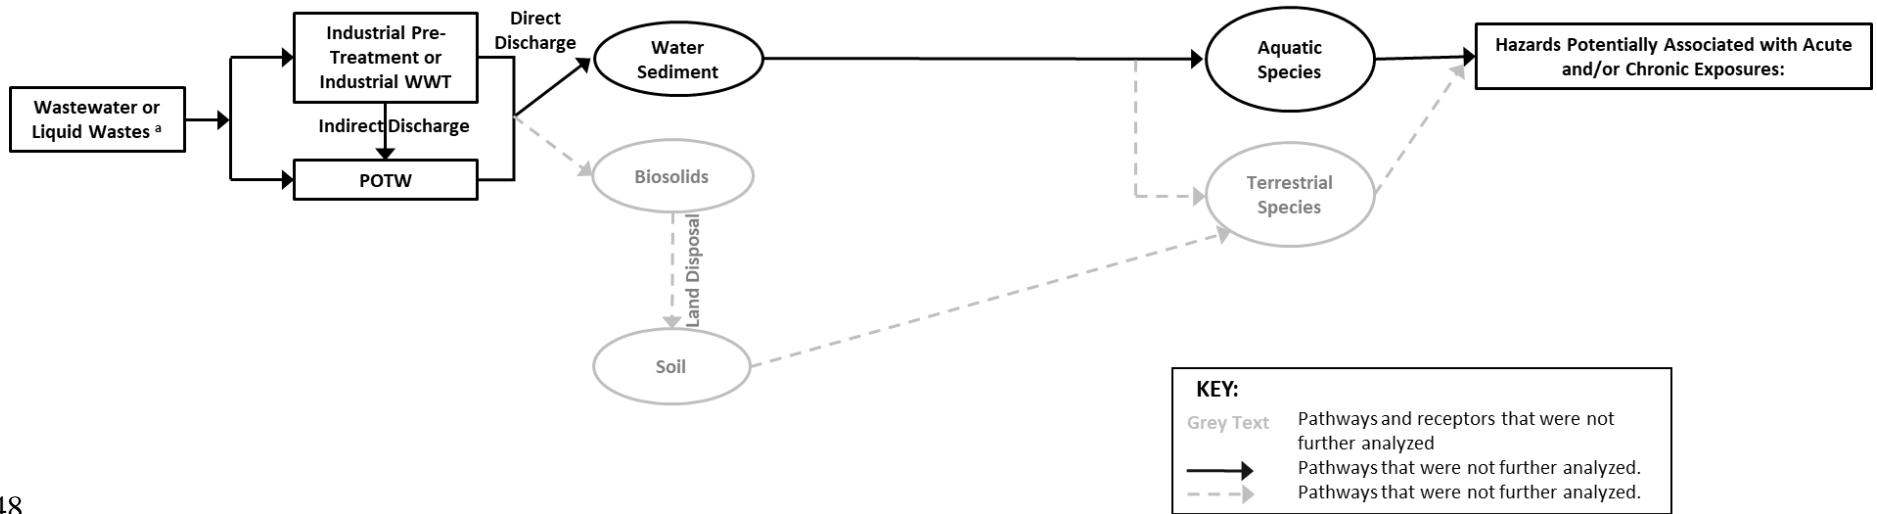 Wastewater or
Liquid Wastes a
Industrial Pre-
Treatment or
Industrial WWT
Indirect Discharge
POTW
Direct
Discharge
Water
Sediment
Biosolids
Land Disposal
Soil
Aquatic
Species
Terrestrial
Species
Hazards Potentially Associated with Acute
and/or Chronic Exposures:
KEY:
Grey Text
Pathways and receptors that were not
further analyzed
Pathways that were not further analyzed.
Pathways that were not further analyzed.
48